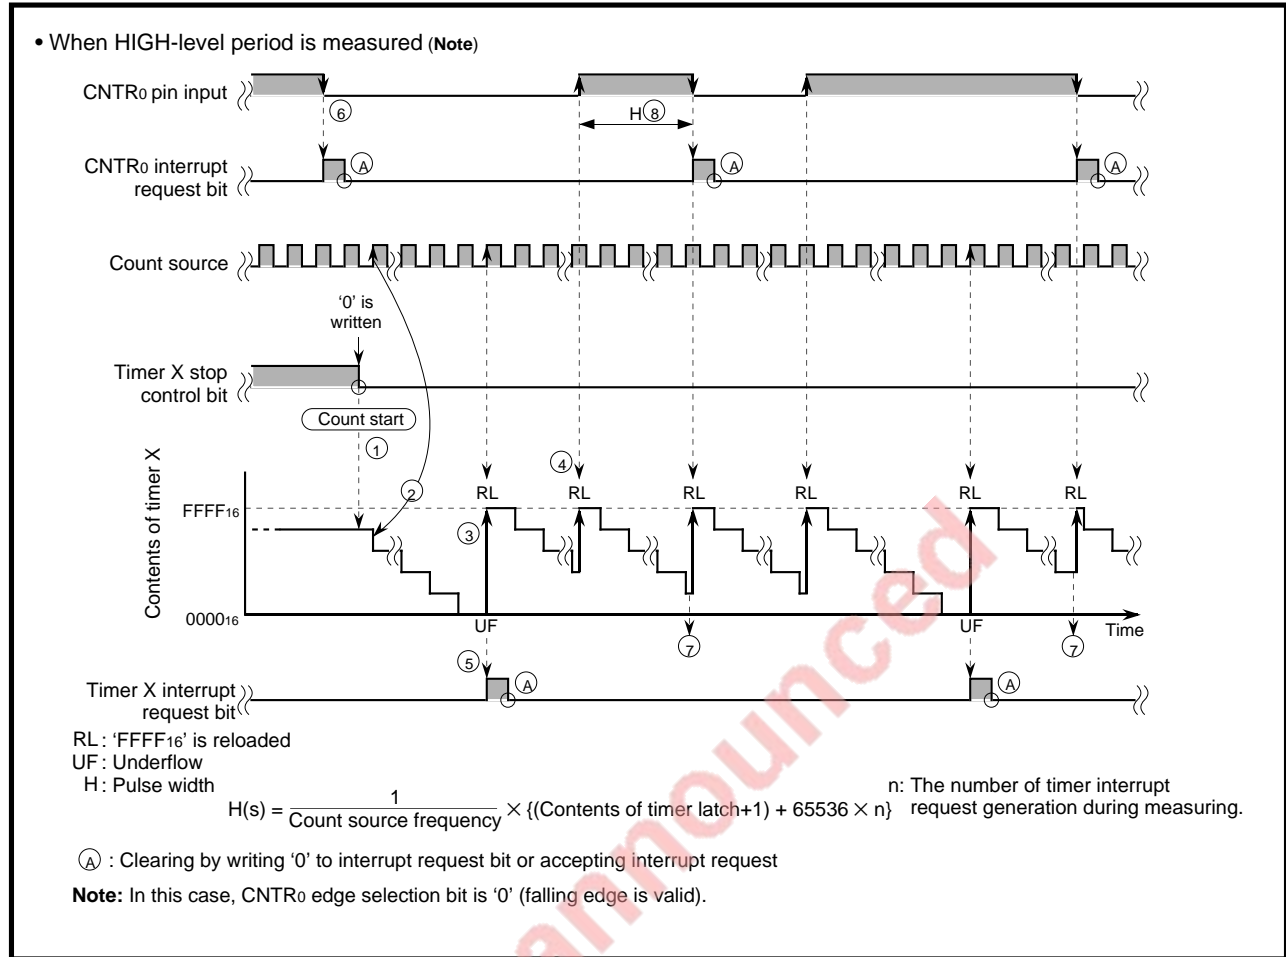 • When HIGH-level period is measured (Note)
CNTR0 pin input
⑥
H⑧
CNTR0 interrupt
request bit
Ⓐ
Ⓐ
Ⓐ
Count source
‘0’ is
written
Timer X stop
control bit
Count start
①
②
Contents of timer X
④
RL RL RL RL RL RL
FFFF16
③
000016
UF UF
Time
⑦ ⑦
⑤
Ⓐ Ⓐ
Timer X interrupt
request bit
RL : ‘FFFF16’ is reloaded
UF : Underflow
H : Pulse width
H(s) = 1 / Count source frequency × {(Contents of timer latch+1) + 65536 × n}
n: The number of timer interrupt
request generation during measuring.
Ⓐ : Clearing by writing ‘0’ to interrupt request bit or accepting interrupt request
Note: In this case, CNTR0 edge selection bit is ‘0’ (falling edge is valid).
announced